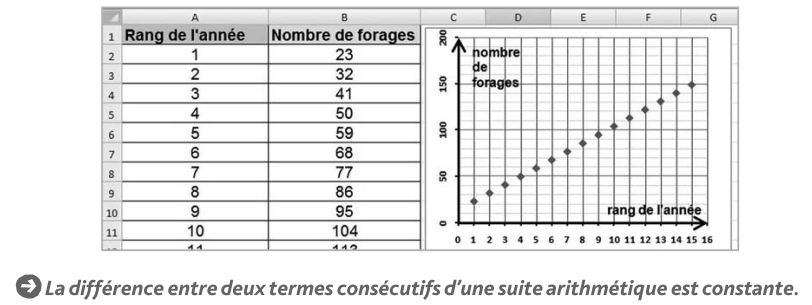 A B C D E F G
1 Rang de l'année Nombre de forages
2 1 23
3 2 32
4 3 41
5 4 50
6 5 59
7 6 68
8 7 77
9 8 86
10 9 95
11 10 104
11 113
nombre
de
forages
200
150
100
50
0
rang de l'année
0 1 2 3 4 5 6 7 8 9 10 11 12 13 14 15 16
La différence entre deux termes consécutifs d'une suite arithmétique est constante.